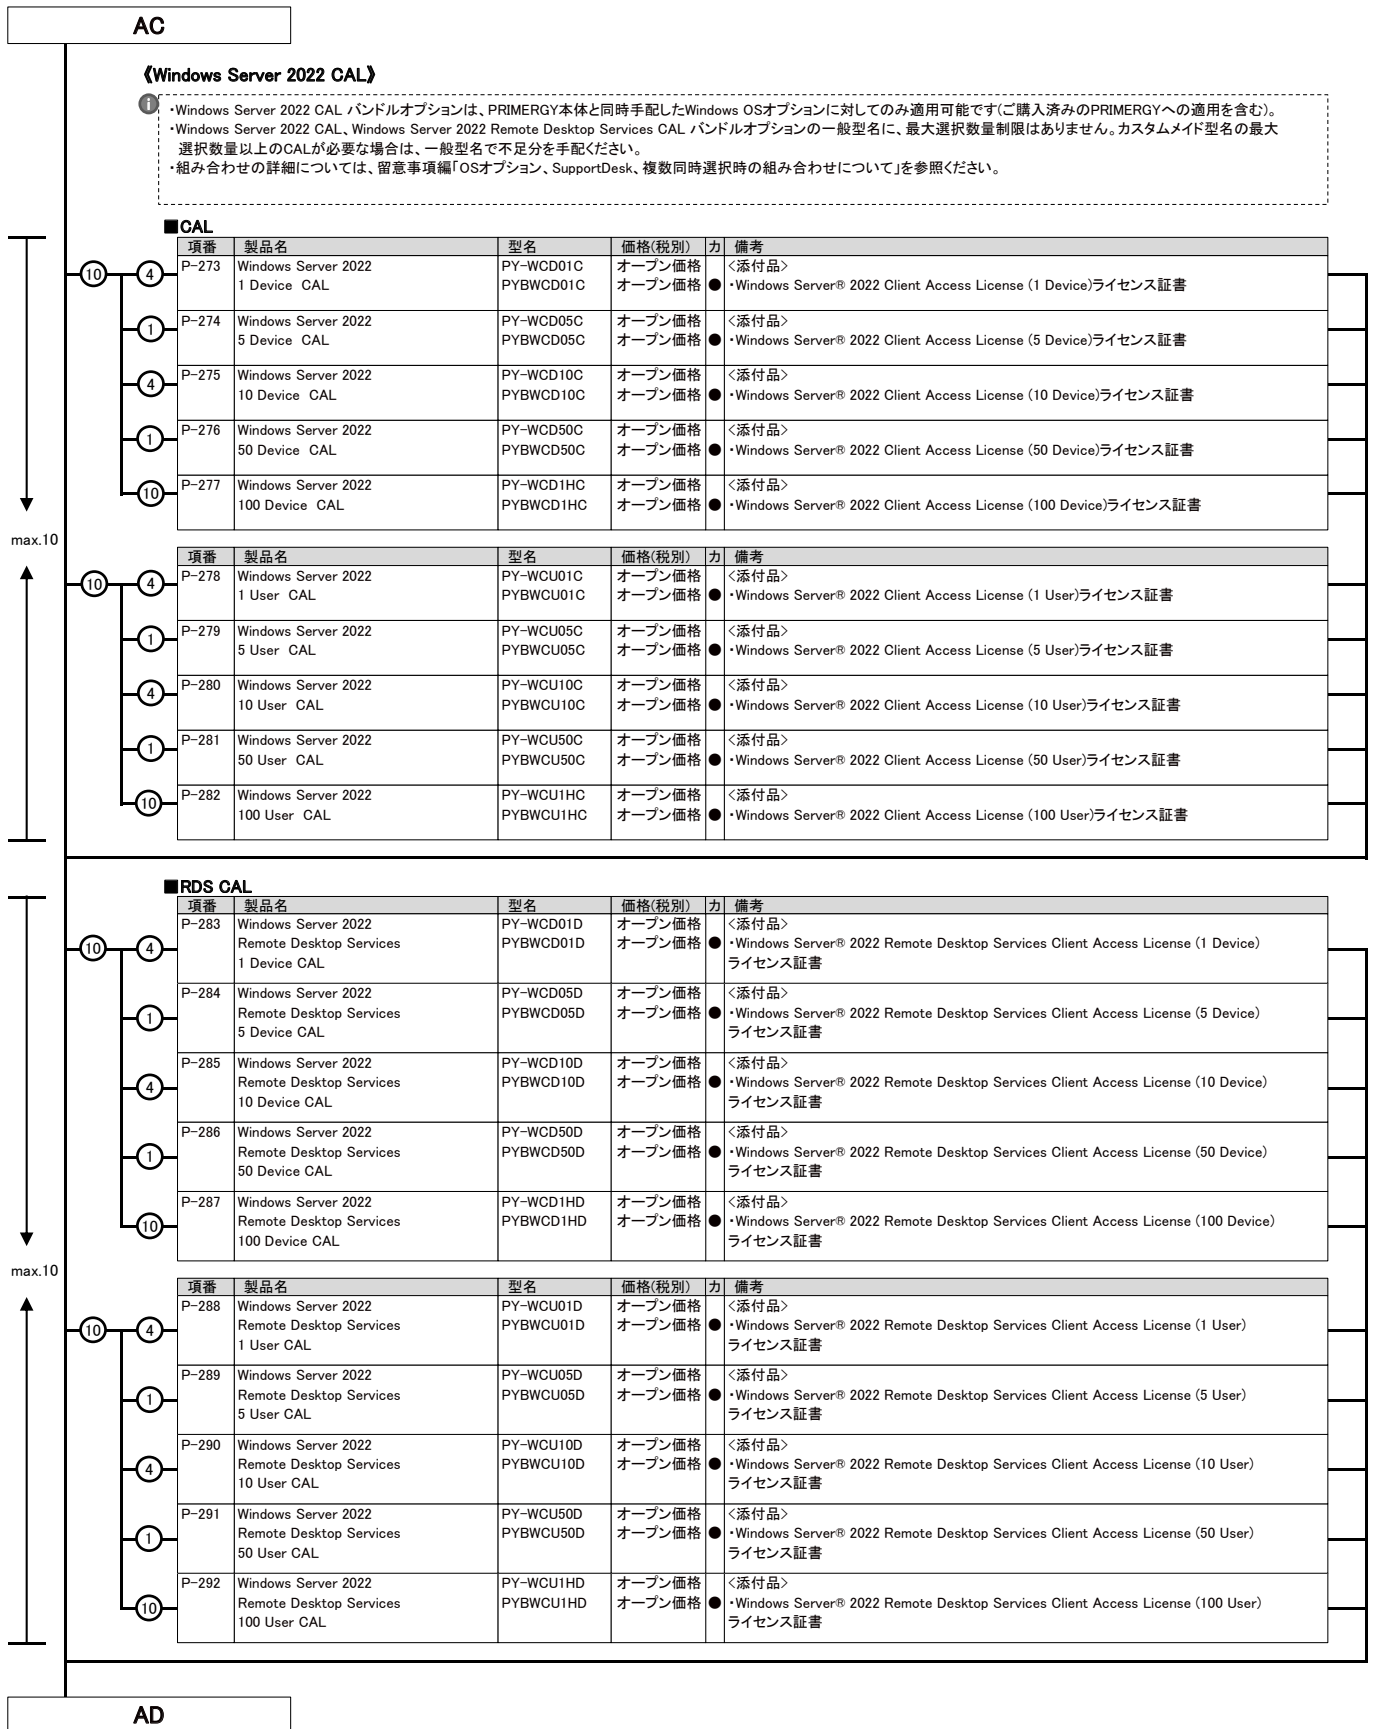 AC
《Windows Server 2022 CAL》
・Windows Server 2022 CAL バンドルオプションは、PRIMERGY本体と同時手配したWindows OSオプションに対してのみ適用可能です(ご購入済みのPRIMERGYへの適用を含む)。
・Windows Server 2022 CAL、Windows Server 2022 Remote Desktop Services CAL バンドルオプションの一般型名に、最大選択数量制限はありません。カスタムメイド型名の最大
選択数量以上のCALが必要な場合は、一般型名で不足分を手配ください。
・組み合わせの詳細については、留意事項編「OSオプション、SupportDesk、複数同時選択時の組み合わせについて」を参照ください。
■CAL
項番 製品名 型名 価格(税別) カ 備考
P-273 Windows Server 2022 PY-WCD01C オープン価格 <添付品>
10 4 1 Device CAL PYBWCD01C オープン価格 ● ・Windows Server® 2022 Client Access License (1 Device)ライセンス証書
P-274 Windows Server 2022 PY-WCD05C オープン価格 <添付品>
1 5 Device CAL PYBWCD05C オープン価格 ● ・Windows Server® 2022 Client Access License (5 Device)ライセンス証書
P-275 Windows Server 2022 PY-WCD10C オープン価格 <添付品>
4 10 Device CAL PYBWCD10C オープン価格 ● ・Windows Server® 2022 Client Access License (10 Device)ライセンス証書
P-276 Windows Server 2022 PY-WCD50C オープン価格 <添付品>
1 50 Device CAL PYBWCD50C オープン価格 ● ・Windows Server® 2022 Client Access License (50 Device)ライセンス証書
P-277 Windows Server 2022 PY-WCD1HC オープン価格 <添付品>
10 100 Device CAL PYBWCD1HC オープン価格 ● ・Windows Server® 2022 Client Access License (100 Device)ライセンス証書
max.10
項番 製品名 型名 価格(税別) カ 備考
P-278 Windows Server 2022 PY-WCU01C オープン価格 <添付品>
10 4 1 User CAL PYBWCU01C オープン価格 ● ・Windows Server® 2022 Client Access License (1 User)ライセンス証書
P-279 Windows Server 2022 PY-WCU05C オープン価格 <添付品>
1 5 User CAL PYBWCU05C オープン価格 ● ・Windows Server® 2022 Client Access License (5 User)ライセンス証書
P-280 Windows Server 2022 PY-WCU10C オープン価格 <添付品>
4 10 User CAL PYBWCU10C オープン価格 ● ・Windows Server® 2022 Client Access License (10 User)ライセンス証書
P-281 Windows Server 2022 PY-WCU50C オープン価格 <添付品>
1 50 User CAL PYBWCU50C オープン価格 ● ・Windows Server® 2022 Client Access License (50 User)ライセンス証書
P-282 Windows Server 2022 PY-WCU1HC オープン価格 <添付品>
10 100 User CAL PYBWCU1HC オープン価格 ● ・Windows Server® 2022 Client Access License (100 User)ライセンス証書
■RDS CAL
項番 製品名 型名 価格(税別) カ 備考
P-283 Windows Server 2022 PY-WCD01D オープン価格 <添付品>
10 4 Remote Desktop Services PYBWCD01D オープン価格 ● ・Windows Server® 2022 Remote Desktop Services Client Access License (1 Device)
1 Device CAL ライセンス証書
P-284 Windows Server 2022 PY-WCD05D オープン価格 <添付品>
1 Remote Desktop Services PYBWCD05D オープン価格 ● ・Windows Server® 2022 Remote Desktop Services Client Access License (5 Device)
5 Device CAL ライセンス証書
P-285 Windows Server 2022 PY-WCD10D オープン価格 <添付品>
4 Remote Desktop Services PYBWCD10D オープン価格 ● ・Windows Server® 2022 Remote Desktop Services Client Access License (10 Device)
10 Device CAL ライセンス証書
P-286 Windows Server 2022 PY-WCD50D オープン価格 <添付品>
1 Remote Desktop Services PYBWCD50D オープン価格 ● ・Windows Server® 2022 Remote Desktop Services Client Access License (50 Device)
50 Device CAL ライセンス証書
P-287 Windows Server 2022 PY-WCD1HD オープン価格 <添付品>
10 Remote Desktop Services PYBWCD1HD オープン価格 ● ・Windows Server® 2022 Remote Desktop Services Client Access License (100 Device)
100 Device CAL ライセンス証書
max.10
項番 製品名 型名 価格(税別) カ 備考
P-288 Windows Server 2022 PY-WCU01D オープン価格 <添付品>
10 4 Remote Desktop Services PYBWCU01D オープン価格 ● ・Windows Server® 2022 Remote Desktop Services Client Access License (1 User)
1 User CAL ライセンス証書
P-289 Windows Server 2022 PY-WCU05D オープン価格 <添付品>
1 Remote Desktop Services PYBWCU05D オープン価格 ● ・Windows Server® 2022 Remote Desktop Services Client Access License (5 User)
5 User CAL ライセンス証書
P-290 Windows Server 2022 PY-WCU10D オープン価格 <添付品>
4 Remote Desktop Services PYBWCU10D オープン価格 ● ・Windows Server® 2022 Remote Desktop Services Client Access License (10 User)
10 User CAL ライセンス証書
P-291 Windows Server 2022 PY-WCU50D オープン価格 <添付品>
1 Remote Desktop Services PYBWCU50D オープン価格 ● ・Windows Server® 2022 Remote Desktop Services Client Access License (50 User)
50 User CAL ライセンス証書
P-292 Windows Server 2022 PY-WCU1HD オープン価格 <添付品>
10 Remote Desktop Services PYBWCU1HD オープン価格 ● ・Windows Server® 2022 Remote Desktop Services Client Access License (100 User)
100 User CAL ライセンス証書
AD